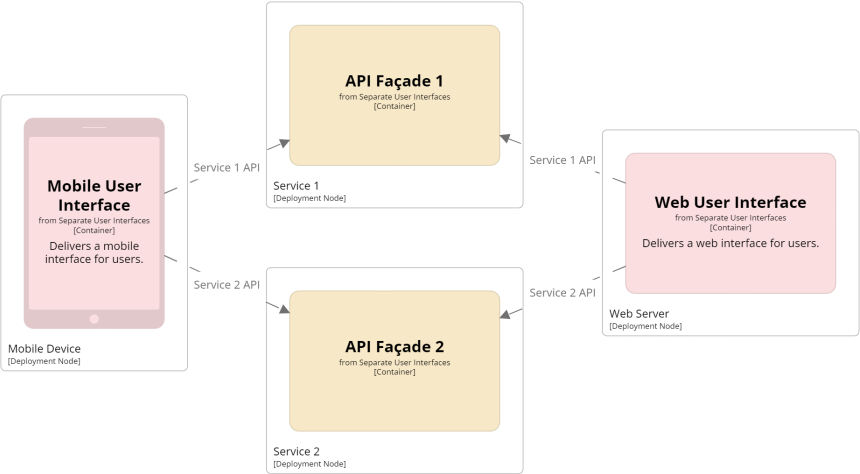 API Façade 1
from Separate User Interfaces
[Container]
Service 1
[Deployment Node]
Mobile User
Interface
from Separate User Interfaces
[Container]
Delivers a mobile
interface for users.
Mobile Device
[Deployment Node]
Service 1 API
Service 2 API
Service 1 API
Service 2 API
Web User Interface
from Separate User Interfaces
[Container]
Delivers a web interface for users.
Web Server
[Deployment Node]
API Façade 2
from Separate User Interfaces
[Container]
Service 2
[Deployment Node]